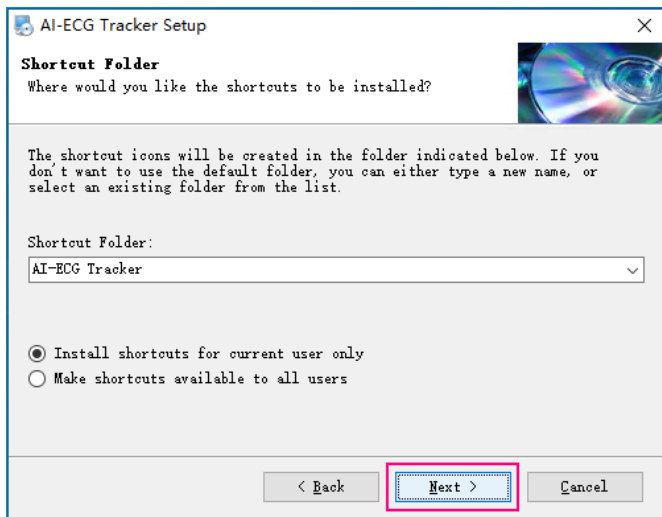 AI-ECG Tracker Setup
Shortcut Folder
Where would you like the shortcuts to be installed?
The shortcut icons will be created in the folder indicated below. If you
don't want to use the default folder, you can either type a new name, or
select an existing folder from the list.
Shortcut Folder:
AI-ECG Tracker
Install shortcuts for current user only
Make shortcuts available to all users
< Back
Next >
Cancel